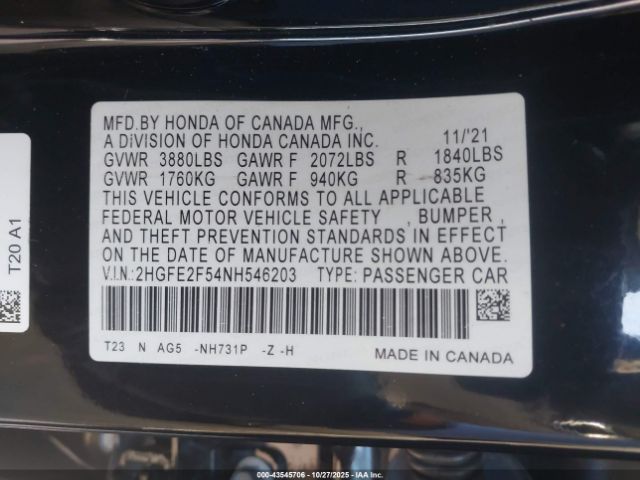 MFD.BY HONDA OF CANADA MFG.,
A DIVISION OF HONDA CANADA INC. 11/'21
GVWR 3880LBS GAWR F 2072LBS R 1840LBS
GVWR 1760KG GAWR F 940KG R 835KG
THIS VEHICLE CONFORMS TO ALL APPLICABLE
FEDERAL MOTOR VEHICLE SAFETY , BUMPER ,
AND THEFT PREVENTION STANDARDS IN EFFECT
ON THE DATE OF MANUFACTURE SHOWN ABOVE.
V.I.N.:2HGFE2F54NH546203 TYPE: PASSENGER CAR
T23 N AG5 -NH731P -Z -H
MADE IN CANADA
T20 A1
000-43545706 - 10/27/2025 - IAAI.COM